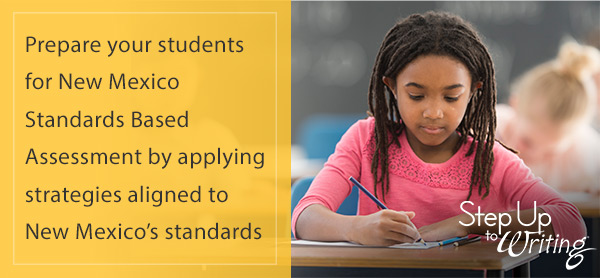 Prepare your students
for New Mexico
Standards Based
Assessment by applying
strategies aligned to
New Mexico’s standards
Step Up
to Writing